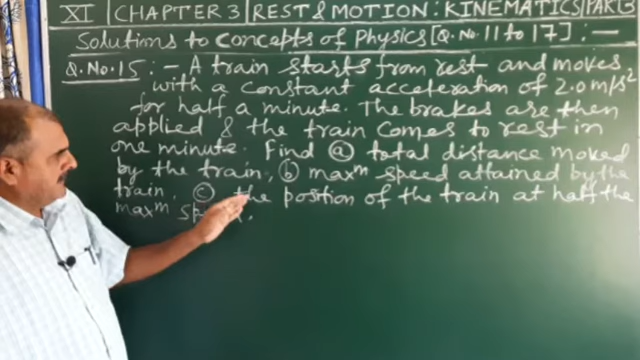 XI | CHAPTER 3 | REST & MOTION: KINEMATICS | PART 3
Solutions to Concepts of Physics [Q.No. 11 to 17] :-
Q.No.15 :- A train starts from rest and moves
with a constant acceleration of 2.0 m/s²
for half a minute. The brakes are then
applied & the train comes to rest in
one minute. Find ⓐ total distance moved
by the train, ⓑ maxᵐ speed attained by the
train. ⓒ the position of the train at half the
maxᵐ